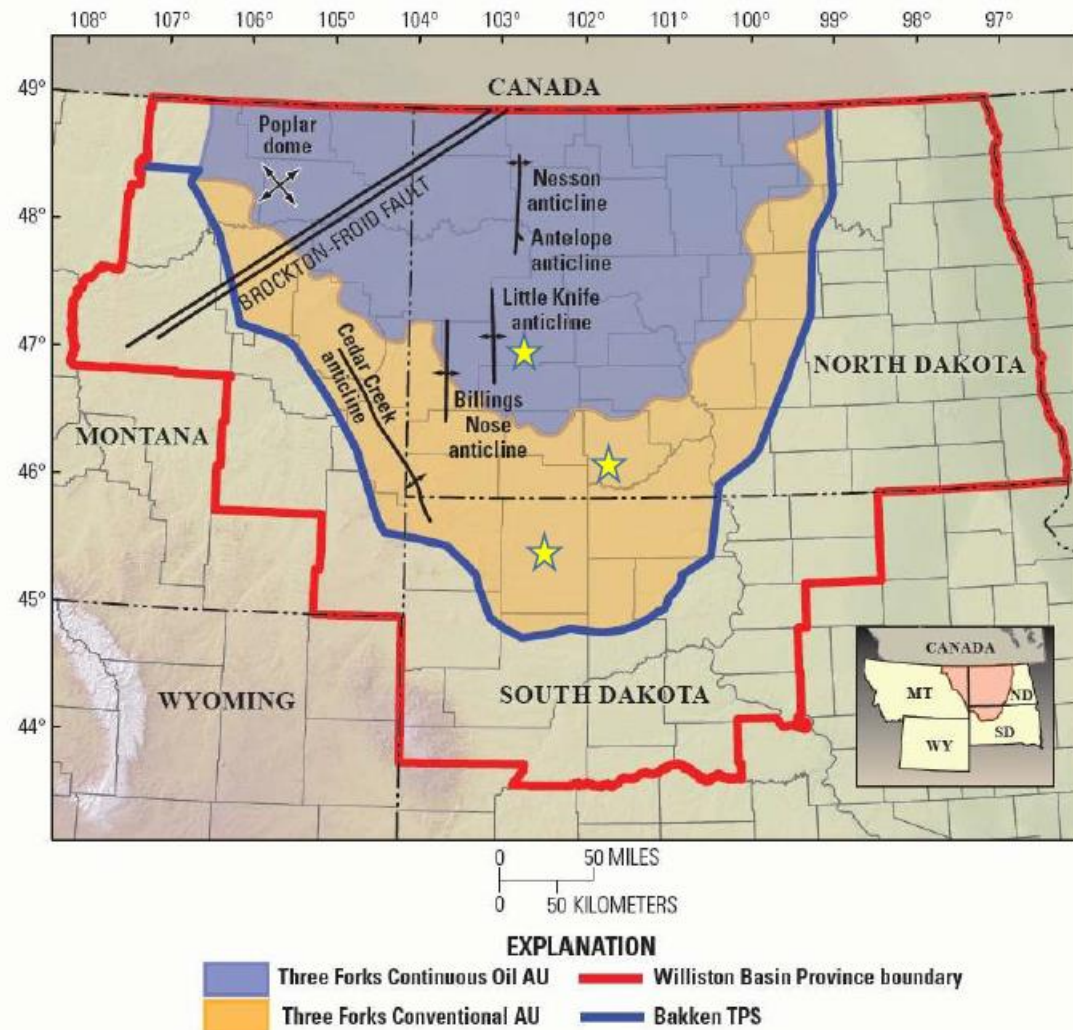 108° 107° 106° 105° 104° 103° 102° 101° 100° 99° 98° 97°
49°
48°
47°
46°
45°
44°
CANADA
Poplar
dome
BROCKTON-FROID FAULT
Nesson
anticline
Antelope
anticline
Little Knife
anticline
Cedar Creek
anticline
Billings
Nose
anticline
NORTH DAKOTA
MONTANA
WYOMING
SOUTH DAKOTA
CANADA
MT
ND
WY
SD
0 50 MILES
0 50 KILOMETERS
EXPLANATION
Three Forks Continuous Oil AU Williston Basin Province boundary
Three Forks Conventional AU Bakken TPS